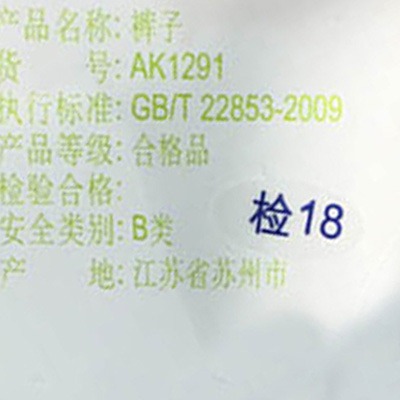 产品名称: 裤子
货 号: AK1291
执行标准: GB/T 22853-2009
产品等级: 合格品
检验合格:
检18
安全类别: B类
产 地: 江苏省苏州市